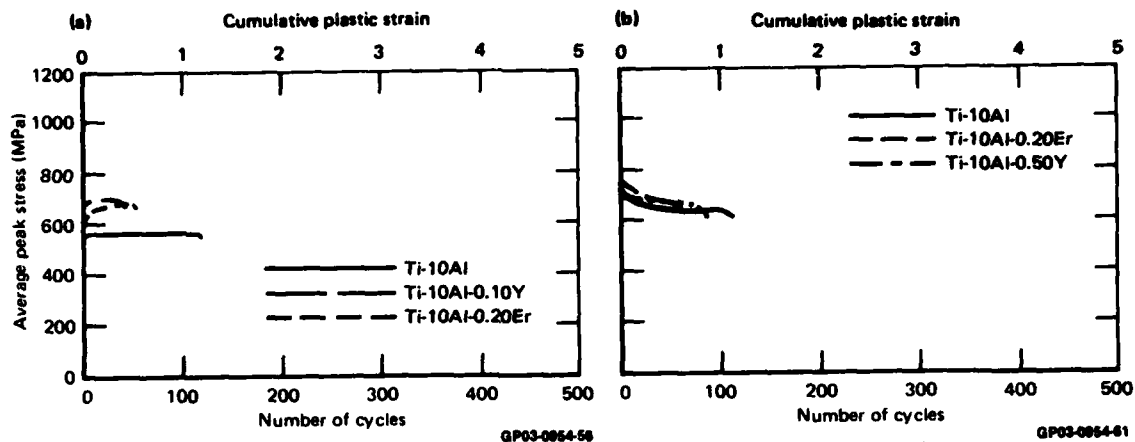 (a) Cumulative plastic strain
0 1 2 3 4 5
1200
1000
800
600
400
200
0
Average peak stress (MPa)
Ti-10Al
Ti-10Al-0.10Y
Ti-10Al-0.20Er
0 100 200 300 400 500
Number of cycles
GP03-0954-56
(b) Cumulative plastic strain
0 1 2 3 4 5
Ti-10Al
Ti-10Al-0.20Er
Ti-10Al-0.50Y
0 100 200 300 400 500
Number of cycles
GP03-0954-61